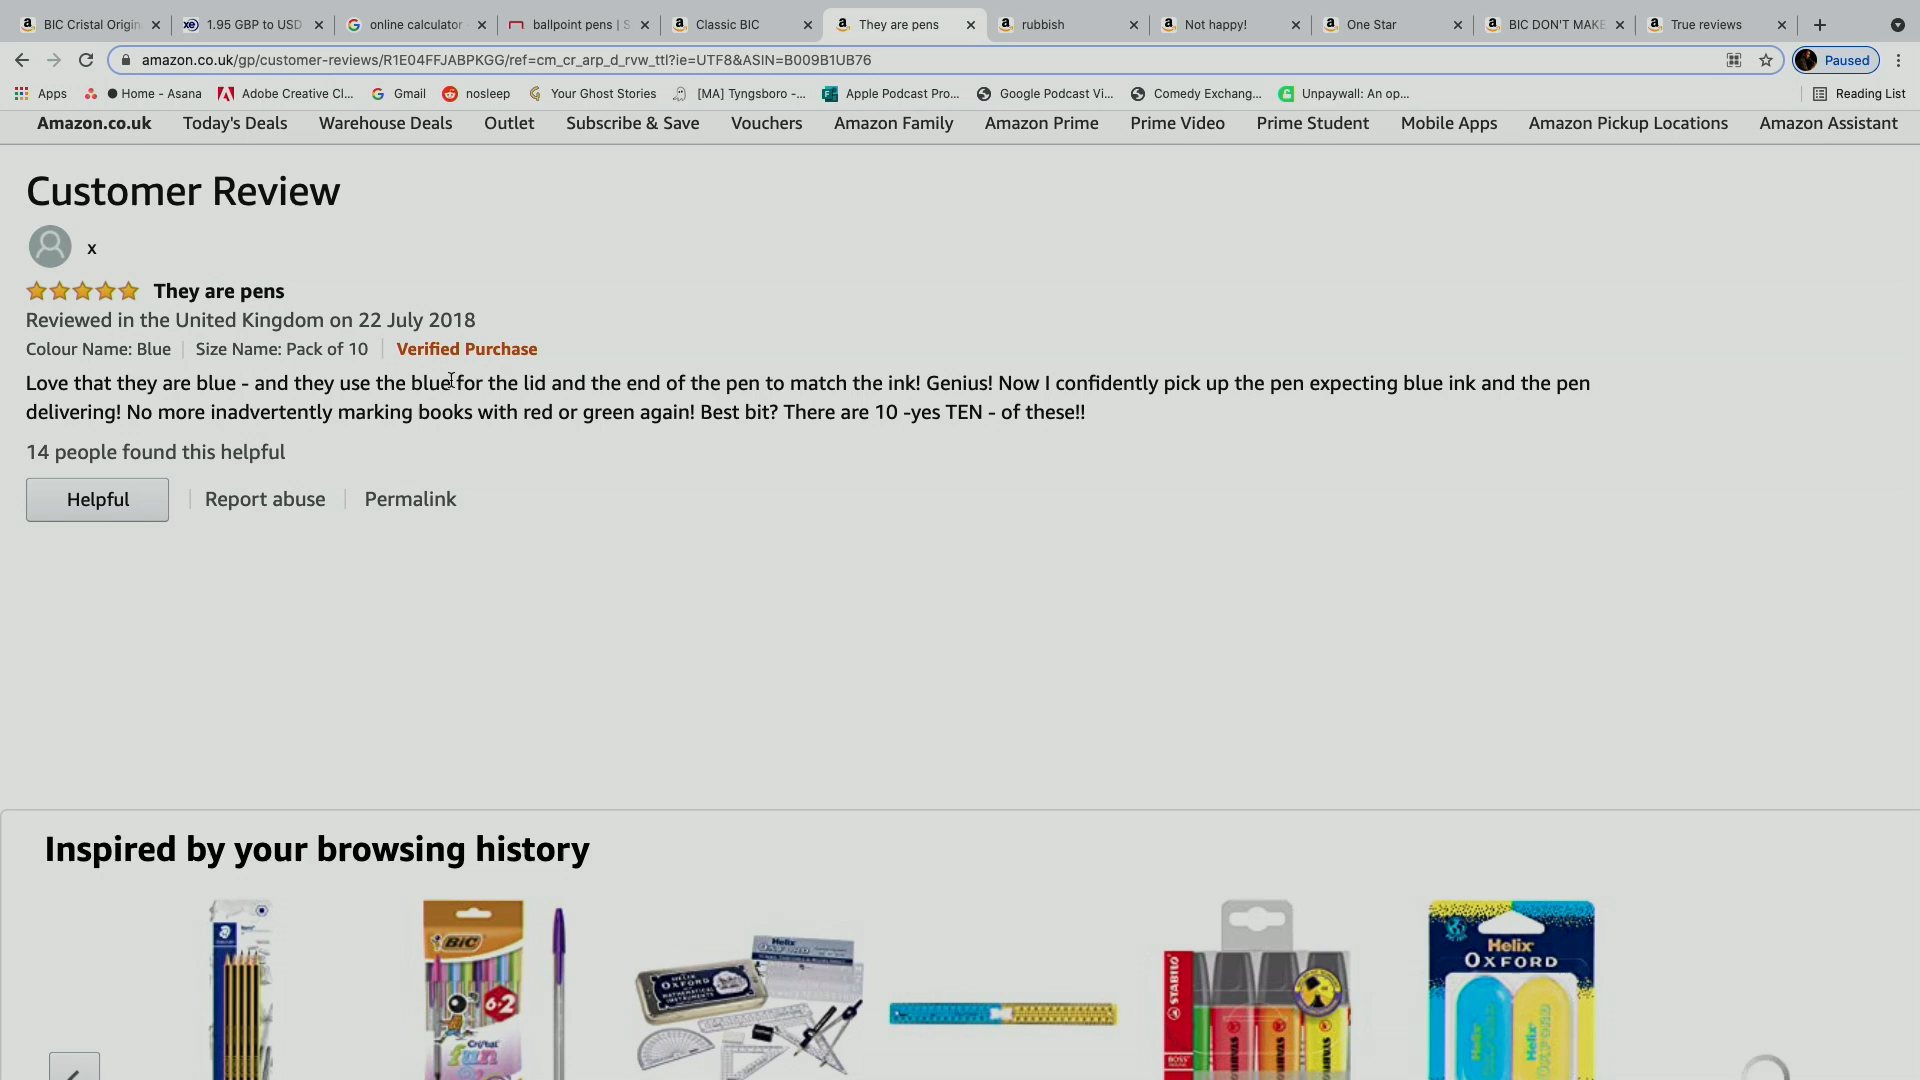 BIC Cristal Origin
1.95 GBP to USD
online calculator
ballpoint pens | S
Classic BIC
They are pens
rubbish
Not happy!
One Star
BIC DON'T MAKE
True reviews
amazon.co.uk/gp/customer-reviews/R1E04FFJABPKGG/ref=cm_cr_arp_d_rvw_ttl?ie=UTF8&ASIN=B009B1UB76
Paused
Apps
Home - Asana
Adobe Creative Cl...
Gmail
nosleep
Your Ghost Stories
[MA] Tyngsboro -...
Apple Podcast Pro...
Google Podcast Vi...
Comedy Exchang...
Unpaywall: An op...
Reading List
Amazon.co.uk Today's Deals Warehouse Deals Outlet Subscribe & Save Vouchers Amazon Family Amazon Prime Prime Video Prime Student Mobile Apps Amazon Pickup Locations Amazon Assistant
Customer Review
x
They are pens
Reviewed in the United Kingdom on 22 July 2018
Colour Name: Blue | Size Name: Pack of 10 | Verified Purchase
Love that they are blue - and they use the blue for the lid and the end of the pen to match the ink! Genius! Now I confidently pick up the pen expecting blue ink and the pen
delivering! No more inadvertently marking books with red or green again! Best bit? There are 10 -yes TEN - of these!!
14 people found this helpful
Helpful | Report abuse | Permalink
Inspired by your browsing history
BiC
6+2
Cristal
fun
Helix
OXFORD
MATHEMATICAL
INSTRUMENTS
STABILO
BOSS
Helix
OXFORD
Helix